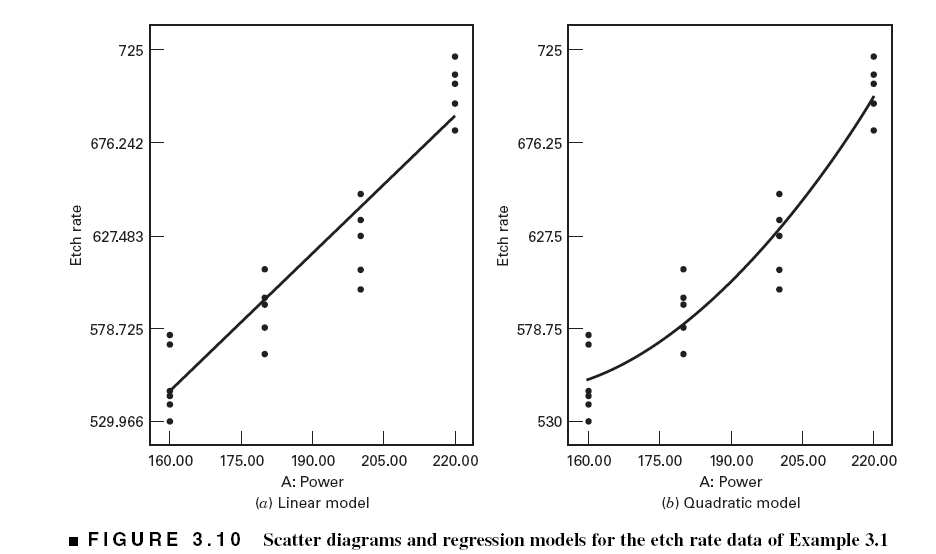 725
676.242
627.483
578.725
529.966
Etch rate
160.00 175.00 190.00 205.00 220.00
A: Power
(a) Linear model
725
676.25
627.5
578.75
530
Etch rate
160.00 175.00 190.00 205.00 220.00
A: Power
(b) Quadratic model
■ FIGURE 3.10 Scatter diagrams and regression models for the etch rate data of Example 3.1